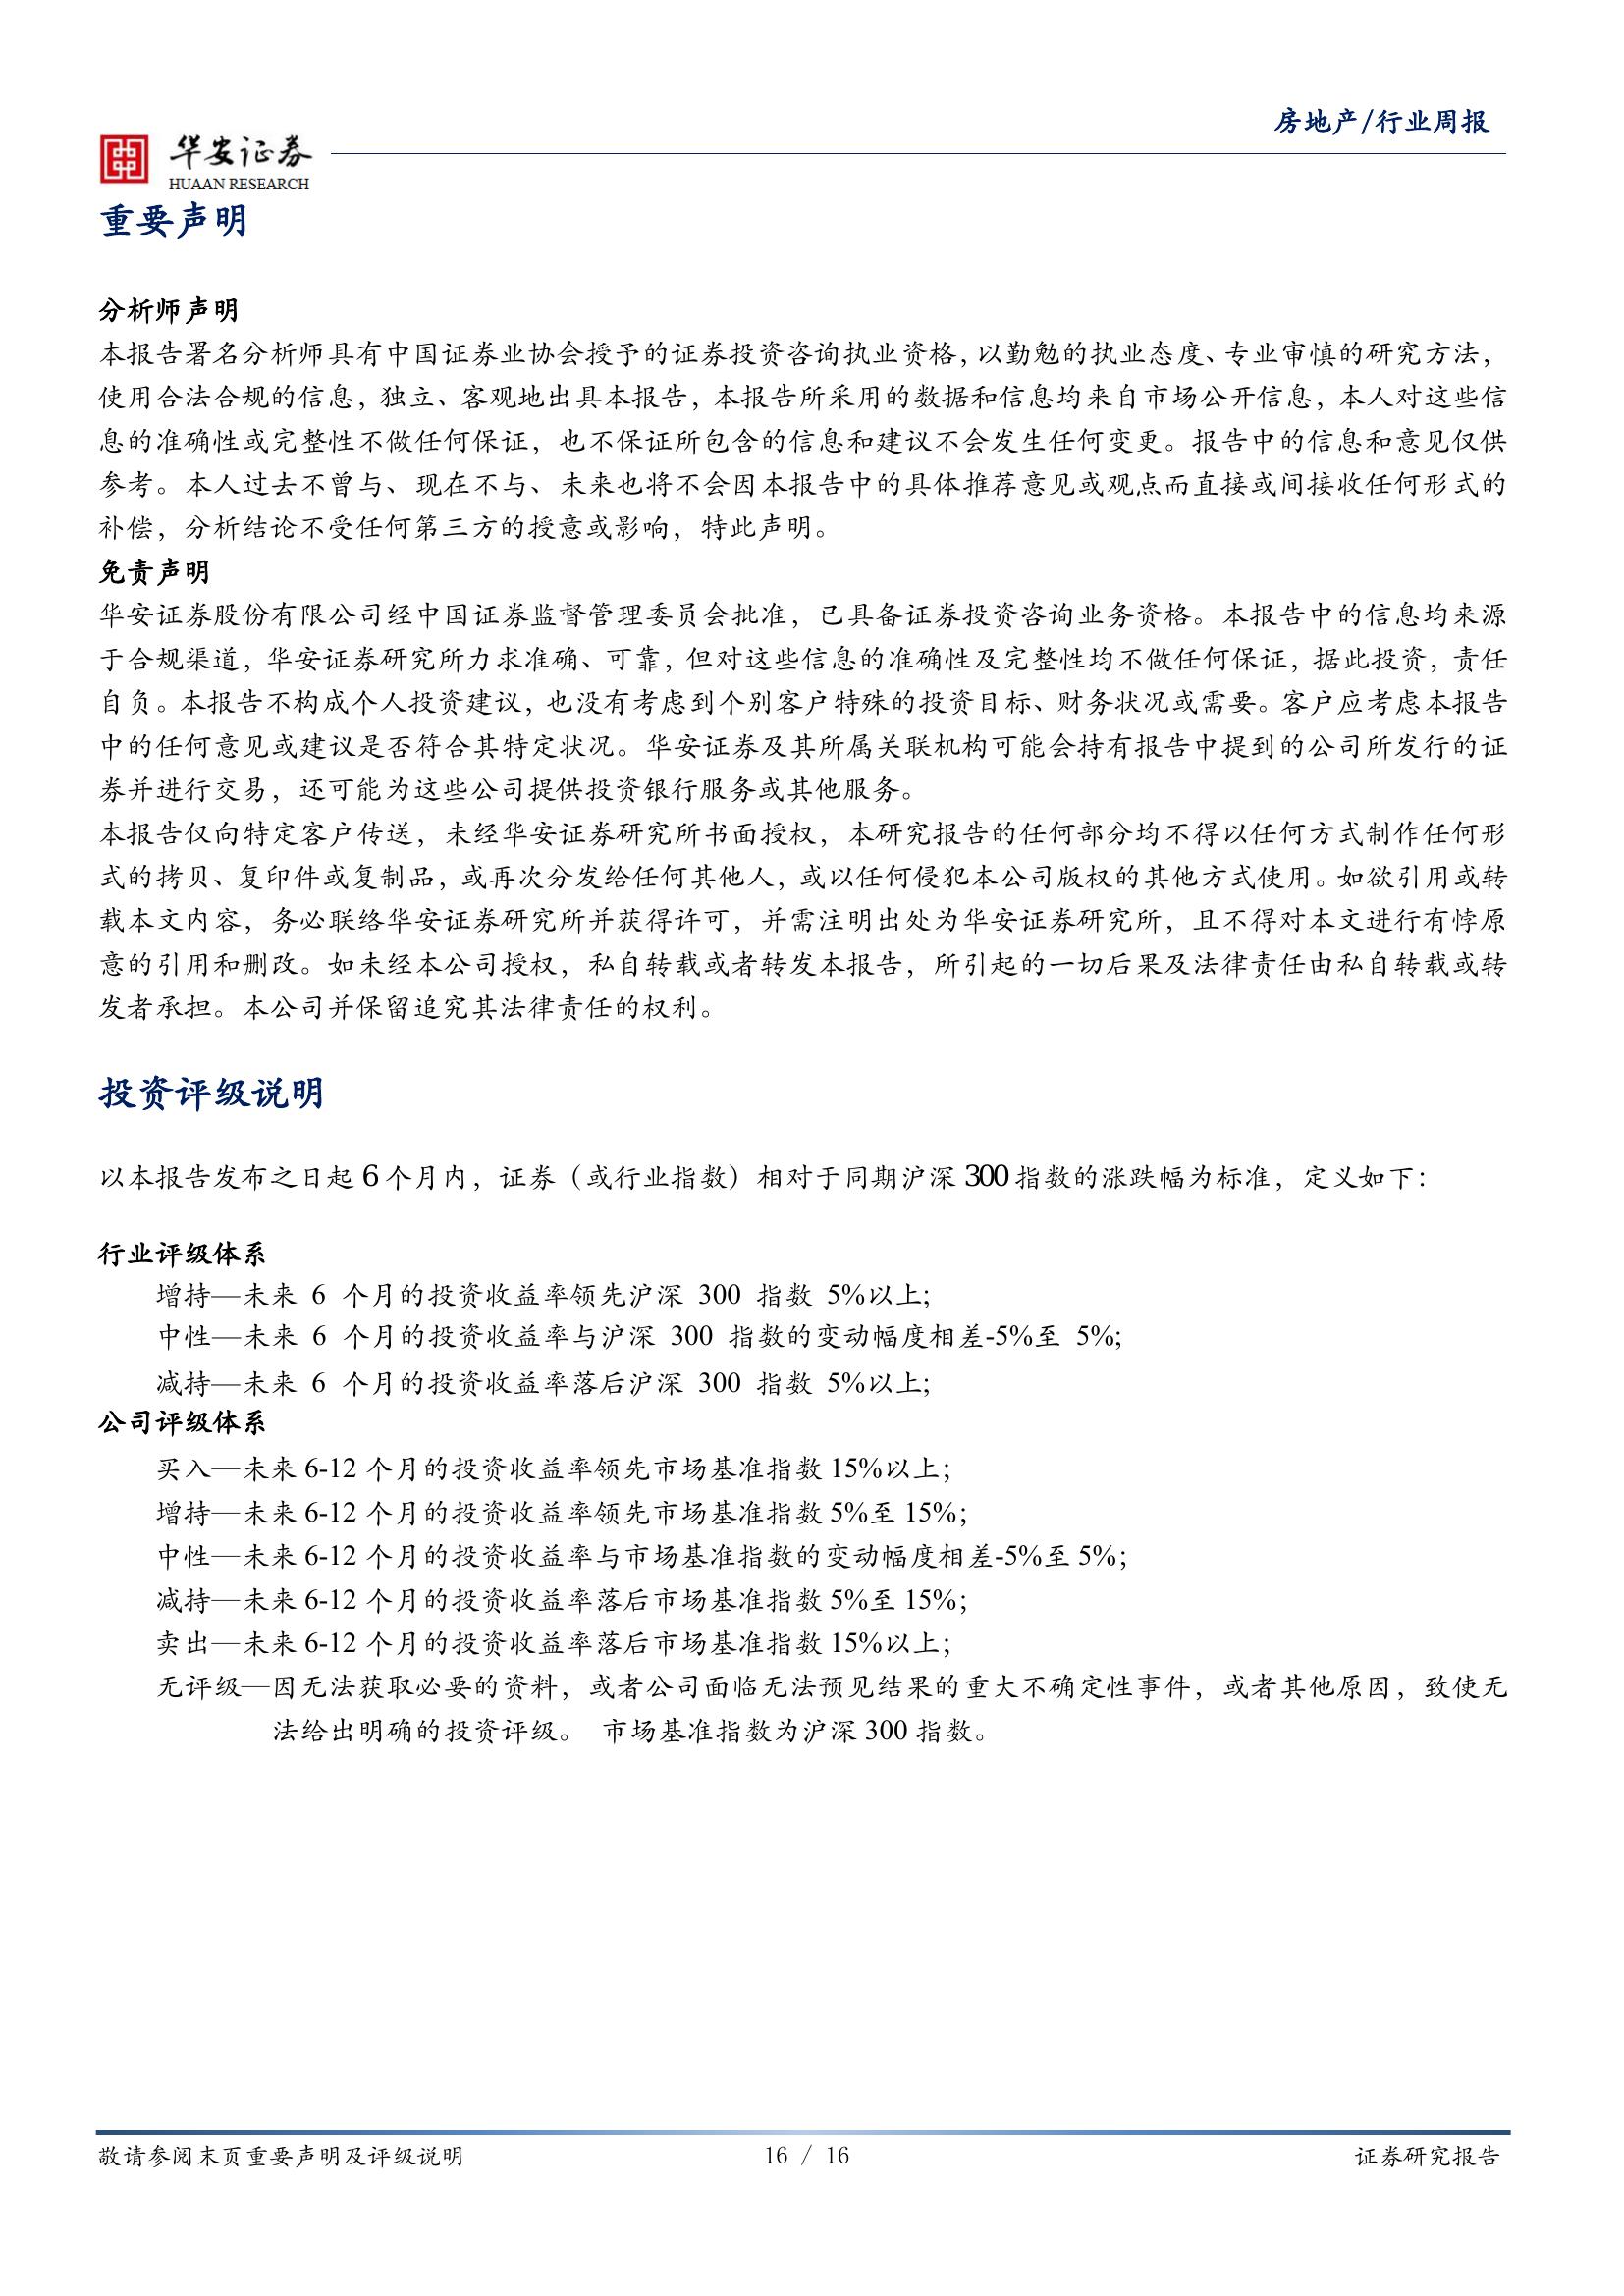 房地产/行业周报
华安证券
HUAAN RESEARCH
重要声明
分析师声明
本报告署名分析师具有中国证券业协会授予的证券投资咨询执业资格，以勤勉的执业态度、专业审慎的研究方法，
使用合法合规的信息，独立、客观地出具本报告，本报告所采用的数据和信息均来自市场公开信息，本人对这些信
息的准确性或完整性不做任何保证，也不保证所包含的信息和建议不会发生任何变更。报告中的信息和意见仅供
参考。本人过去不曾与、现在不与、未来也将不会因本报告中的具体推荐意见或观点而直接或间接收任何形式的
补偿，分析结论不受任何第三方的授意或影响，特此声明。
免责声明
华安证券股份有限公司经中国证券监督管理委员会批准，已具备证券投资咨询业务资格。本报告中的信息均来源
于合规渠道，华安证券研究所力求准确、可靠，但对这些信息的准确性及完整性均不做任何保证，据此投资，责任
自负。本报告不构成个人投资建议，也没有考虑到个别客户特殊的投资目标、财务状况或需要。客户应考虑本报告
中的任何意见或建议是否符合其特定状况。华安证券及其所属关联机构可能会持有报告中提到的公司所发行的证
券并进行交易，还可能为这些公司提供投资银行服务或其他服务。
本报告仅向特定客户传送，未经华安证券研究所书面授权，本研究报告的任何部分均不得以任何方式制作任何形
式的拷贝、复印件或复制品，或再次分发给任何其他人，或以任何侵犯本公司版权的其他方式使用。如欲引用或转
载本文内容，务必联络华安证券研究所并获得许可，并需注明出处为华安证券研究所，且不得对本文进行有悖原
意的引用和删改。如未经本公司授权，私自转载或者转发本报告，所引起的一切后果及法律责任由私自转载或转
发者承担。本公司并保留追究其法律责任的权利。
投资评级说明
以本报告发布之日起 6 个月内，证券（或行业指数）相对于同期沪深 300 指数的涨跌幅为标准，定义如下：
行业评级体系
增持—未来 6 个月的投资收益率领先沪深 300 指数 5%以上;
中性—未来 6 个月的投资收益率与沪深 300 指数的变动幅度相差-5%至 5%;
减持—未来 6 个月的投资收益率落后沪深 300 指数 5%以上;
公司评级体系
买入—未来 6-12 个月的投资收益率领先市场基准指数 15%以上；
增持—未来 6-12 个月的投资收益率领先市场基准指数 5%至 15%；
中性—未来 6-12 个月的投资收益率与市场基准指数的变动幅度相差-5%至 5%；
减持—未来 6-12 个月的投资收益率落后市场基准指数 5%至 15%；
卖出—未来 6-12 个月的投资收益率落后市场基准指数 15%以上；
无评级—因无法获取必要的资料，或者公司面临无法预见结果的重大不确定性事件，或者其他原因，致使无
法给出明确的投资评级。 市场基准指数为沪深 300 指数。
敬请参阅末页重要声明及评级说明
16 / 16
证券研究报告